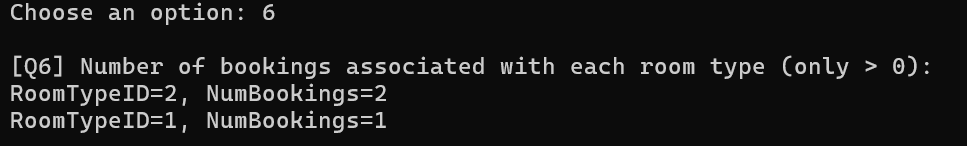 Choose an option: 6
[Q6] Number of bookings associated with each room type (only > 0):
RoomTypeID=2, NumBookings=2
RoomTypeID=1, NumBookings=1